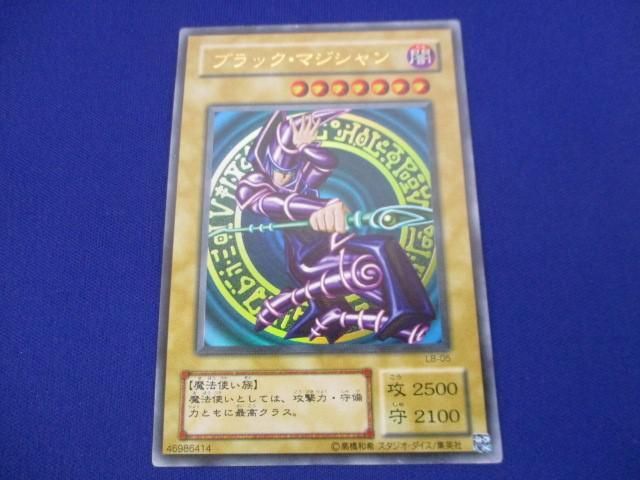 ブラック・マジシャン
闇
LB-05
【魔法使い族】
魔法使いとしては、攻撃力・守備
力ともに最高クラス。
攻 2500
守 2100
46986414
©高橋和希 スタジオ・ダイス/集英社